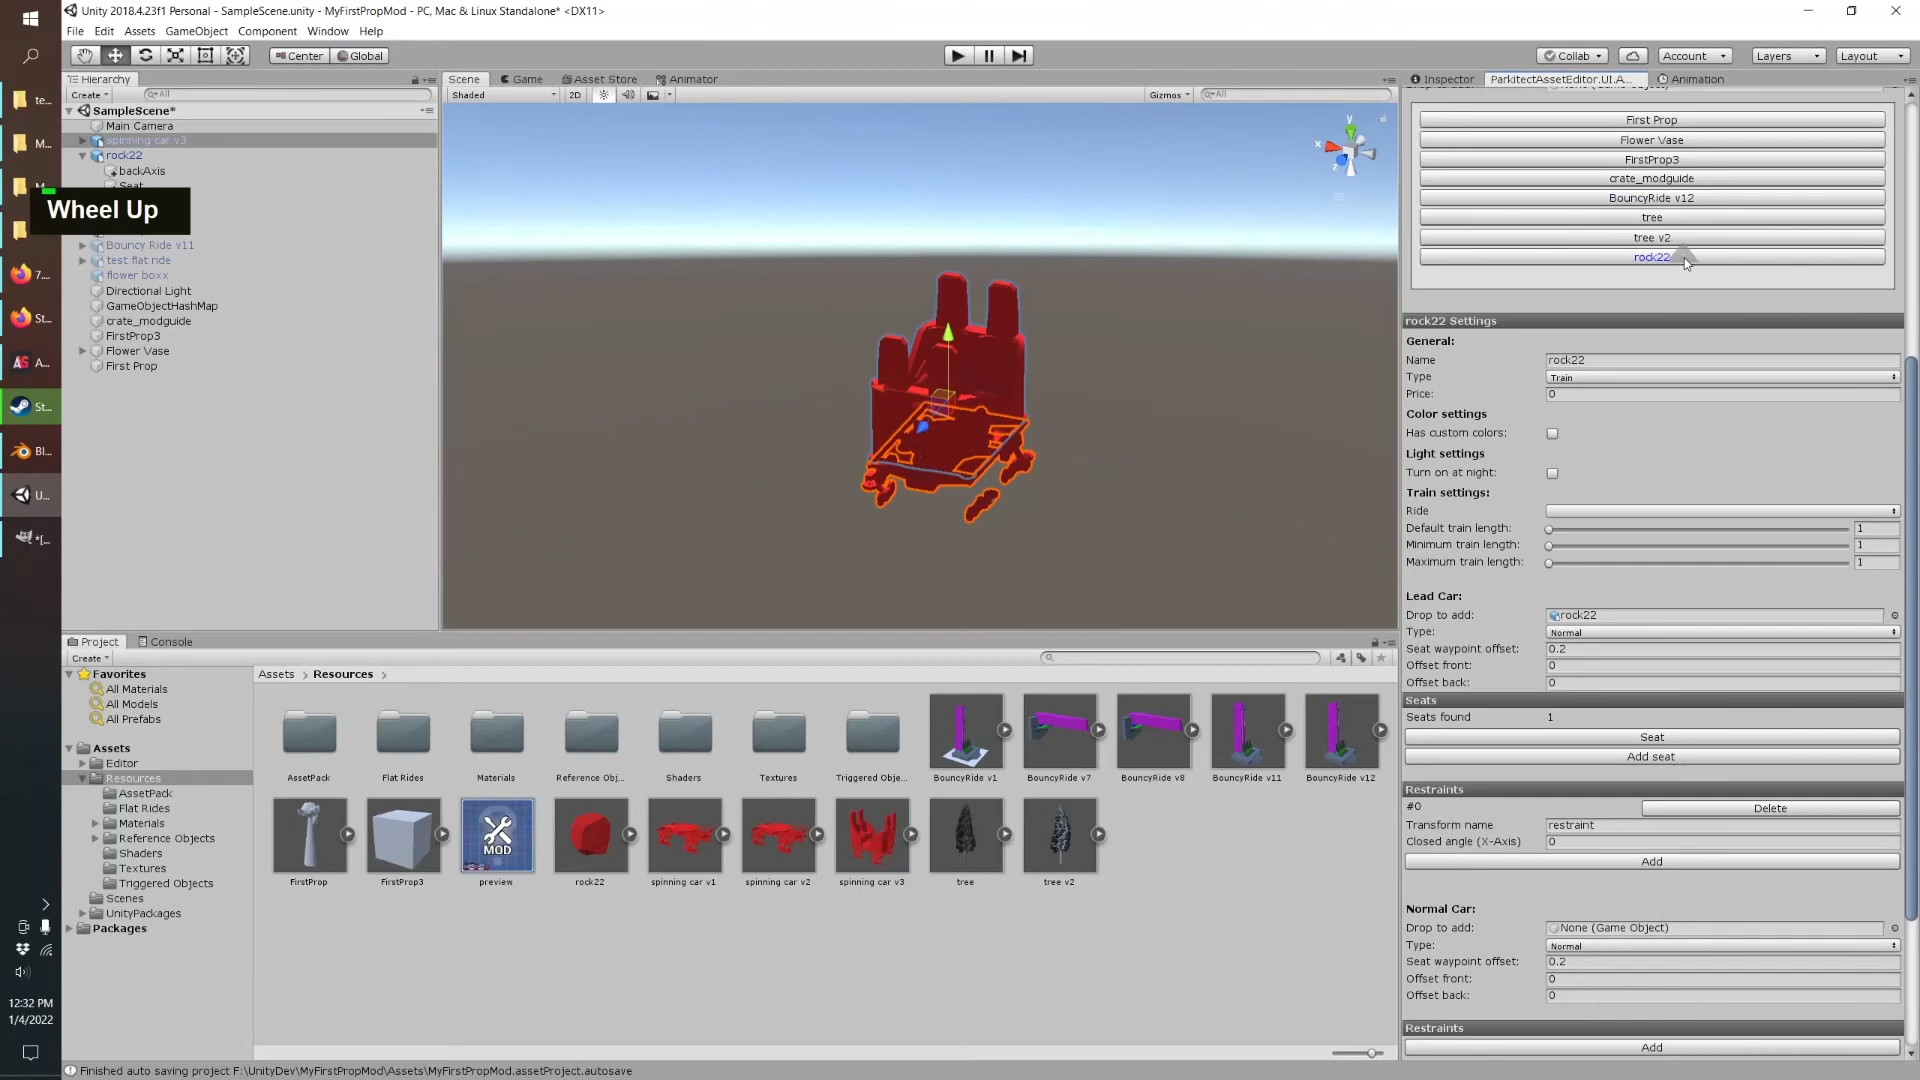 Unity 2018.4.23f1 Personal - SampleScene.unity - MyFirstPropMod - PC, Mac & Linux Standalone* <DX11>
File Edit Assets GameObject Component Window Help
Center Global
Collab Account Layers Layout
Hierarchy
Create All
SampleScene*
Main Camera
spinning car v3
rock22
backAxis
Seat
Wheel Up
Bouncy Ride v11
test flat ride
flower boxx
Directional Light
GameObjectHashMap
crate_modguide
FirstProp3
Flower Vase
First Prop
te...
M...
7....
St...
A...
St...
Bl...
U...
*[...
12:32 PM
1/4/2022
Scene Game Asset Store Animator
Shaded 2D Gizmos All
y
x
z
Inspector ParkitectAssetEditor.UI.A... Animation
First Prop
Flower Vase
FirstProp3
crate_modguide
BouncyRide v12
tree
tree v2
rock22
rock22 Settings
General:
Name rock22
Type Train
Price: 0
Color settings
Has custom colors:
Light settings
Turn on at night:
Train settings:
Ride
Default train length: 1
Minimum train length: 1
Maximum train length: 1
Lead Car:
Drop to add: rock22
Type: Normal
Seat waypoint offset: 0.2
Offset front: 0
Offset back: 0
Seats
Seats found 1
Seat
Add seat
Restraints
#0 Delete
Transform name restraint
Closed angle (X-Axis) 0
Add
Normal Car:
Drop to add: None (Game Object)
Type: Normal
Seat waypoint offset: 0.2
Offset front: 0
Offset back: 0
Restraints
Add
Project Console
Create
Favorites
All Materials
All Models
All Prefabs
Assets
Editor
Resources
AssetPack
Flat Rides
Materials
Reference Objects
Shaders
Textures
Triggered Objects
Scenes
UnityPackages
Packages
Assets Resources
AssetPack Flat Rides Materials Reference Obj... Shaders Textures Triggered Obje... BouncyRide v1 BouncyRide v7 BouncyRide v8 BouncyRide v11 BouncyRide v12
MOD
FirstProp FirstProp3 preview rock22 spinning car v1 spinning car v2 spinning car v3 tree tree v2
Finished auto saving project F:\UnityDev\MyFirstPropMod\Assets\MyFirstPropMod.assetProject.autosave